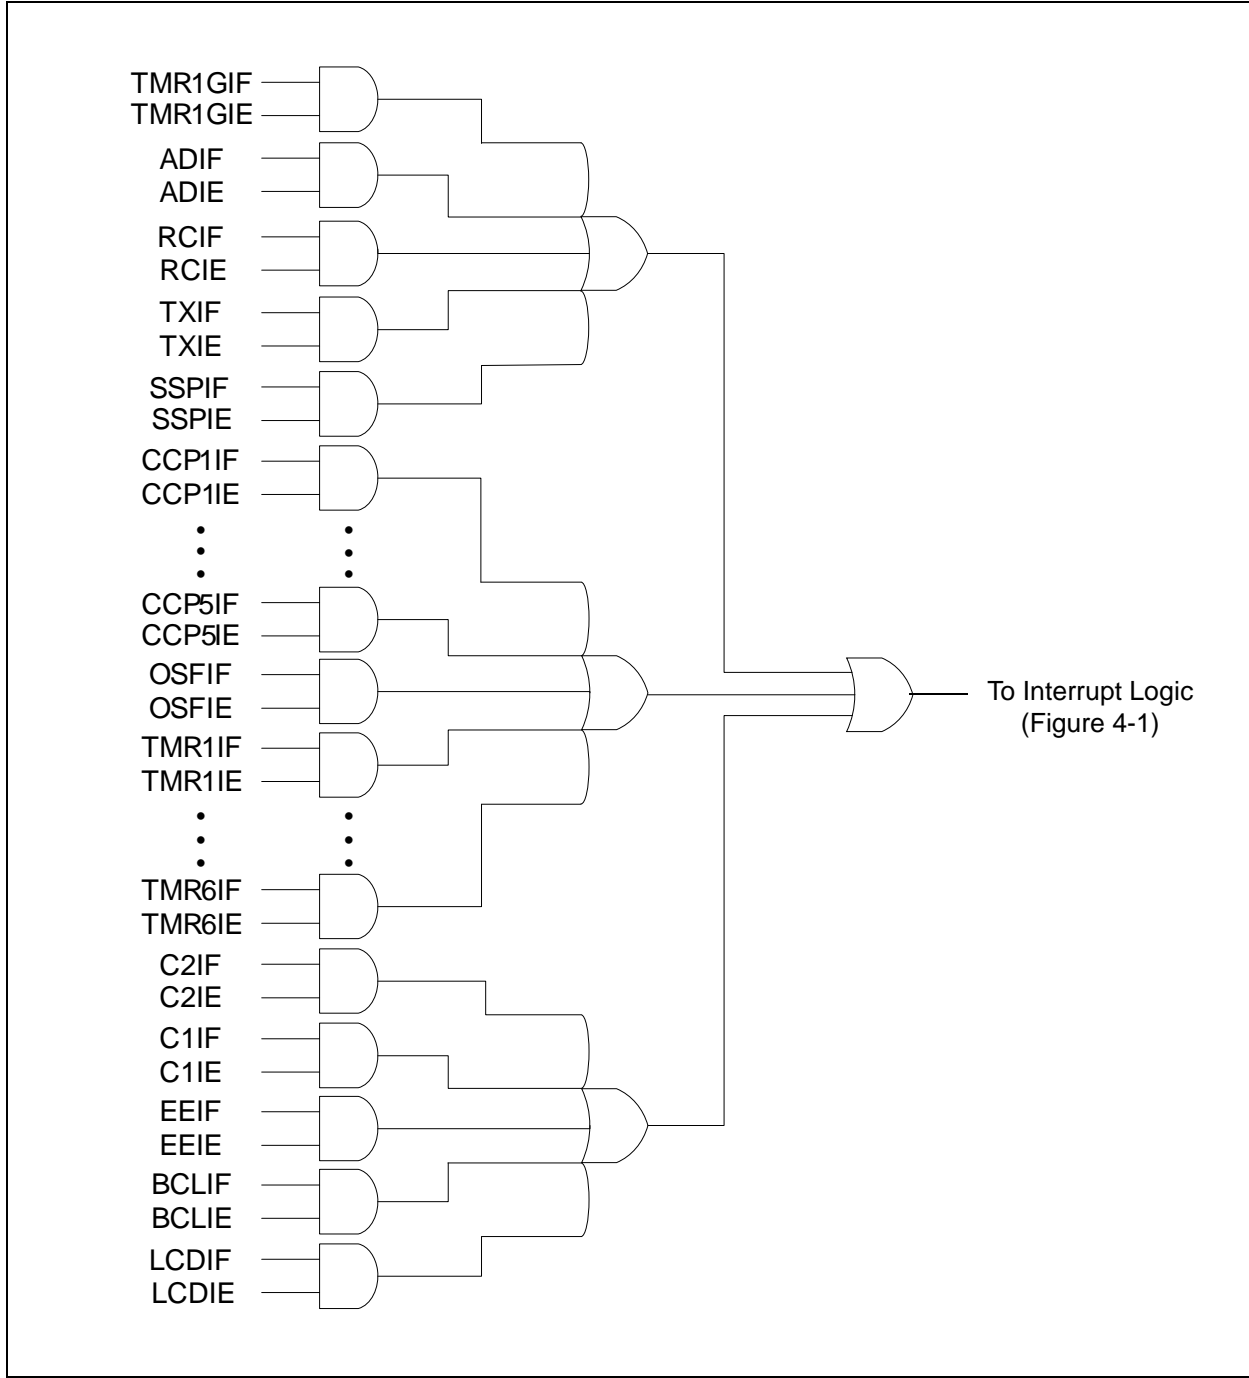 TMR1GIF
TMR1GIE
ADIF
ADIE
RCIF
RCIE
TXIF
TXIE
SSPIF
SSPIE
CCP1IF
CCP1IE
CCP5IF
CCP5IE
OSFIF
OSFIE
TMR1IF
TMR1IE
To Interrupt Logic
(Figure 4-1)
TMR6IF
TMR6IE
C2IF
C2IE
C1IF
C1IE
EEIF
EEIE
BCLIF
BCLIE
LCDIF
LCDIE